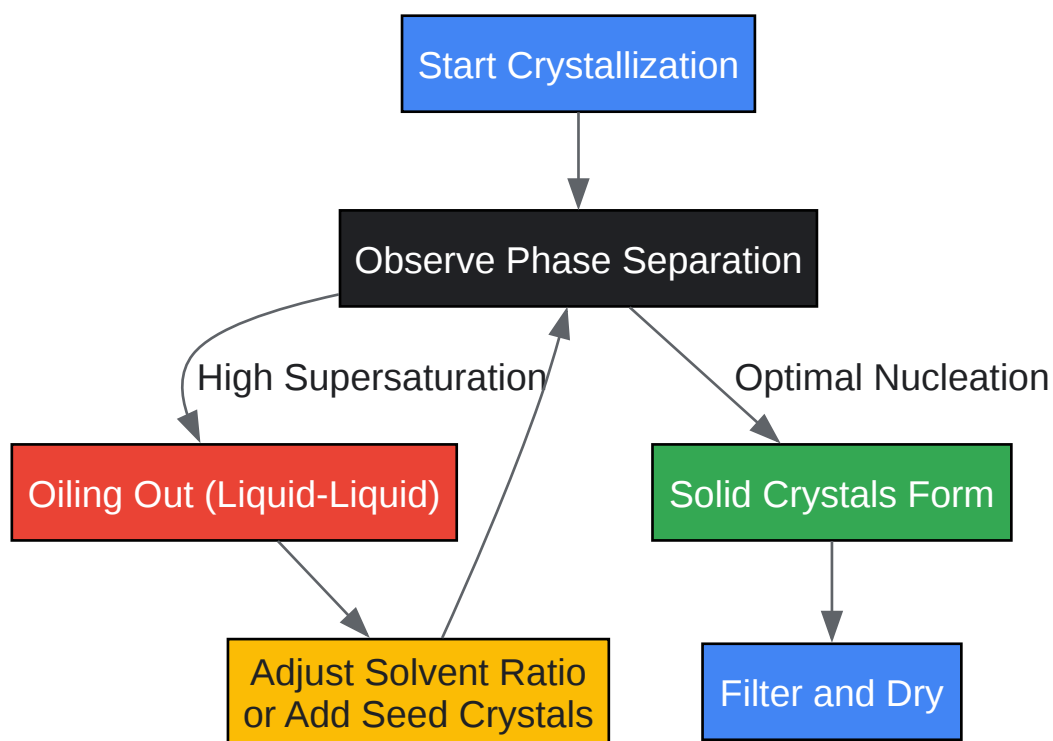 Start Crystallization
Observe Phase Separation
High Supersaturation
Optimal Nucleation
Oiling Out (Liquid-Liquid)
Solid Crystals Form
Adjust Solvent Ratio
or Add Seed Crystals
Filter and Dry